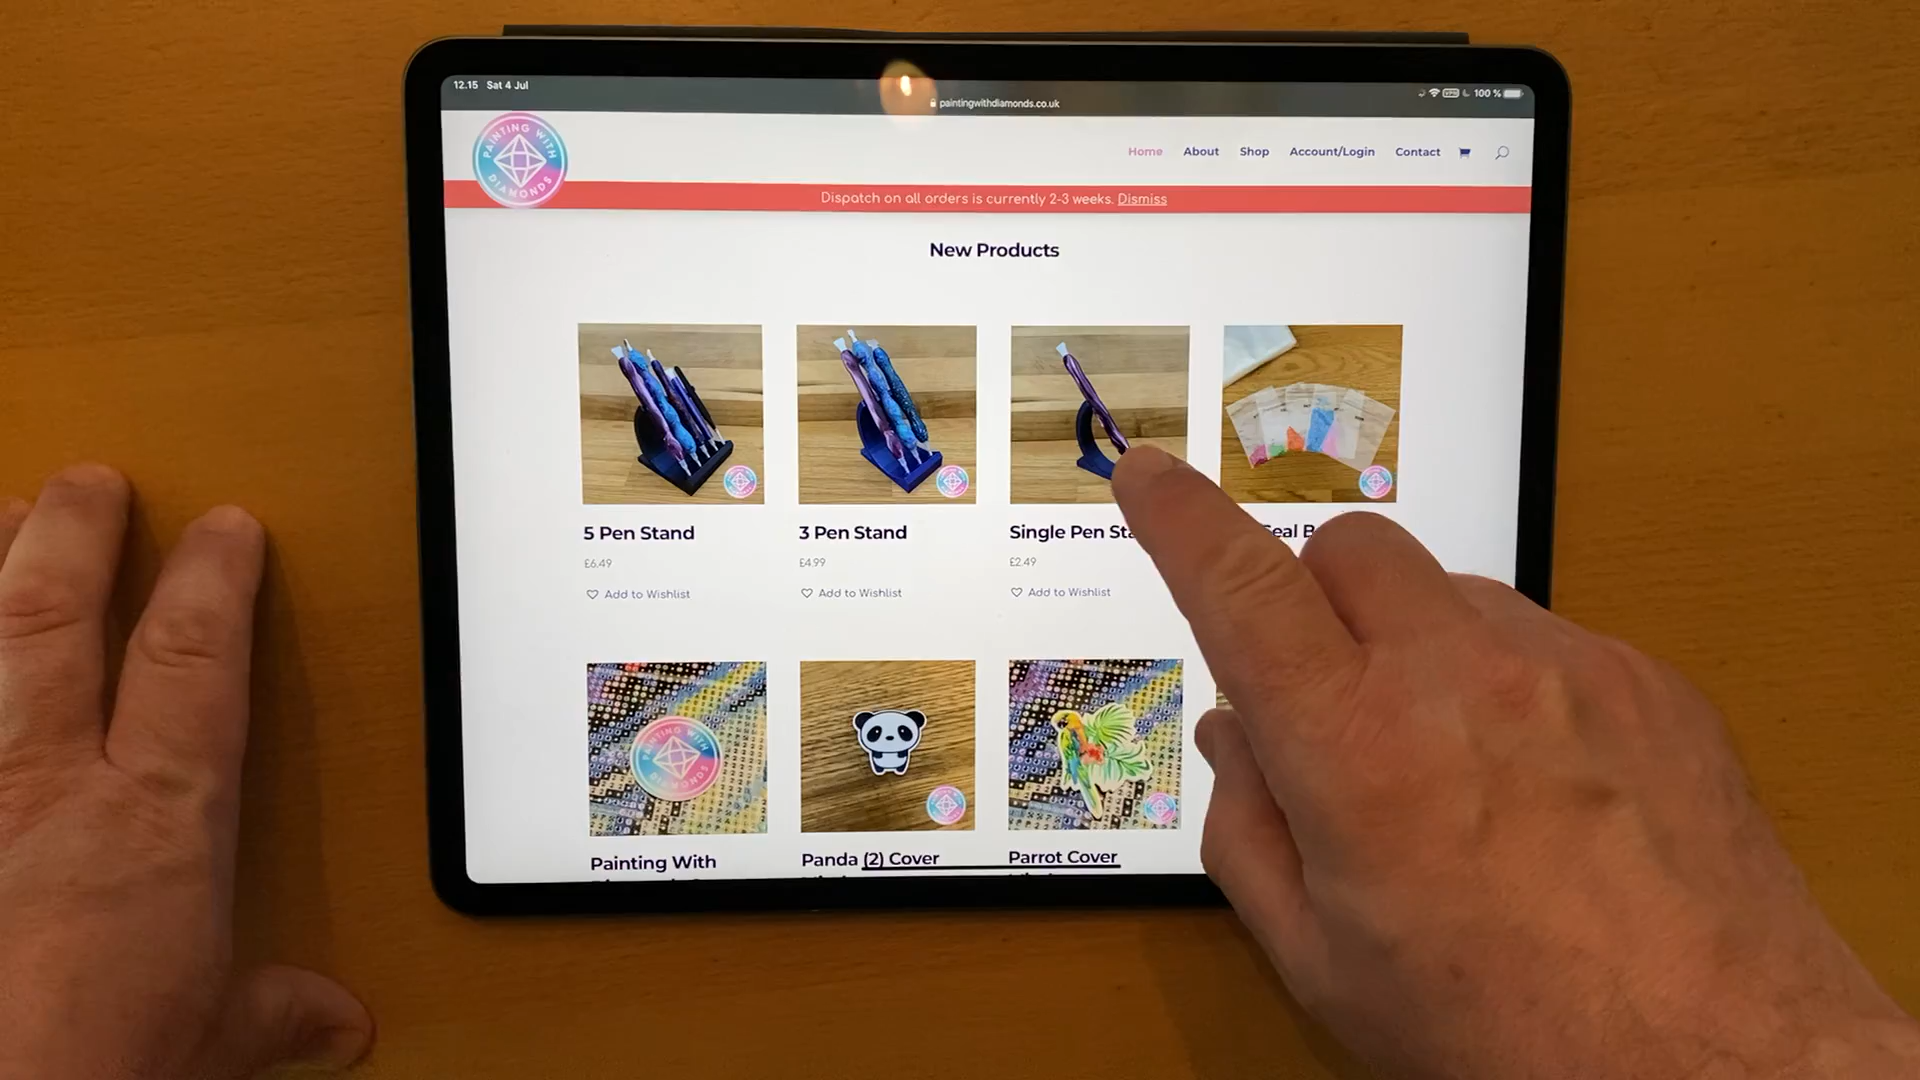 12.15 Sat 4 Jul
paintingwithdiamonds.co.uk
VPN 100 %
PAINTING WITH
DIAMONDS
Home About Shop Account/Login Contact
Dispatch on all orders is currently 2-3 weeks. Dismiss
New Products
5 Pen Stand 3 Pen Stand Single Pen Sta
£6.49 £4.99 £2.49
Add to Wishlist Add to Wishlist Add to Wishlist
PAINTING WITH
DIAMONDS
Painting With Panda (2) Cover Parrot Cover